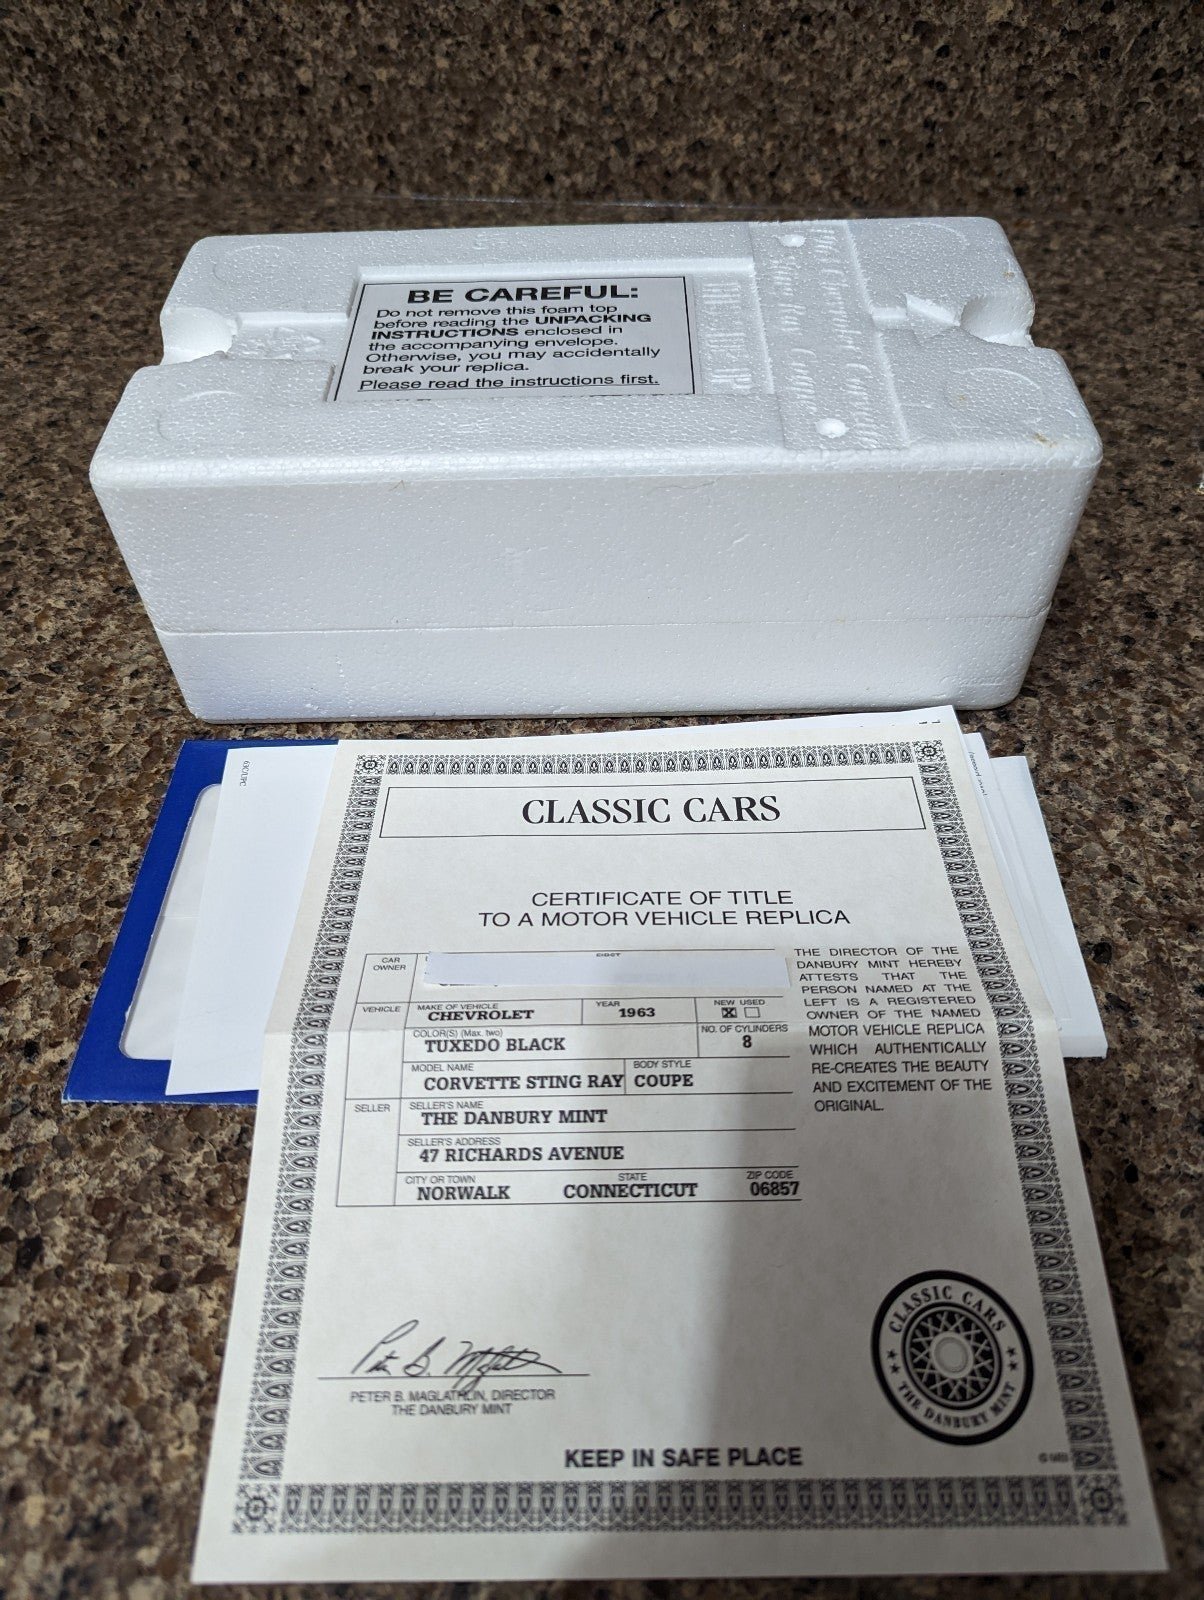 BE CAREFUL:
Do not remove this foam top
before reading the UNPACKING
INSTRUCTIONS enclosed in
the accompanying envelope.
Otherwise, you may accidentally
break your replica.
Please read the instructions first.
CLASSIC CARS
CERTIFICATE OF TITLE
TO A MOTOR VEHICLE REPLICA
CAR
OWNER
VEHICLE
MAKE OF VEHICLE
CHEVROLET
YEAR
1963
NEW USED
X
COLOR(S) (Max. two)
TUXEDO BLACK
NO. OF CYLINDERS
8
MODEL NAME
CORVETTE STING RAY
BODY STYLE
COUPE
SELLER
SELLER'S NAME
THE DANBURY MINT
SELLER'S ADDRESS
47 RICHARDS AVENUE
CITY OR TOWN
NORWALK
STATE
CONNECTICUT
ZIP CODE
06857
THE DIRECTOR OF THE
DANBURY MINT HEREBY
ATTESTS THAT THE
PERSON NAMED AT THE
LEFT IS A REGISTERED
OWNER OF THE NAMED
MOTOR VEHICLE REPLICA
WHICH AUTHENTICALLY
RE-CREATES THE BEAUTY
AND EXCITEMENT OF THE
ORIGINAL.
PETER B. MAGLATHLIN, DIRECTOR
THE DANBURY MINT
CLASSIC CARS
THE DANBURY MINT
KEEP IN SAFE PLACE